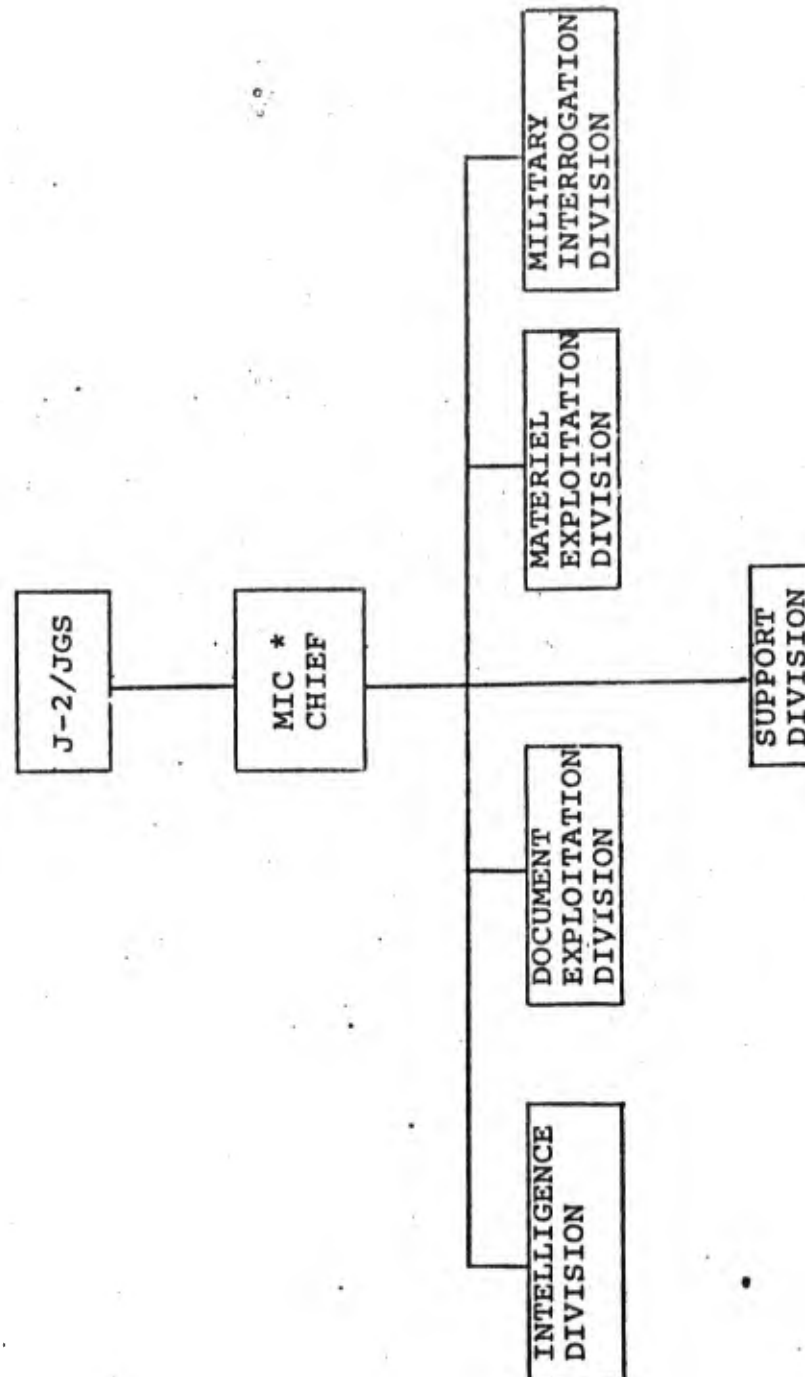 J-2/JGS
MIC *
CHIEF
INTELLIGENCE
DIVISION
DOCUMENT
EXPLOITATION
DIVISION
MATERIEL
EXPLOITATION
DIVISION
MILITARY
INTERROGATION
DIVISION
SUPPORT
DIVISION